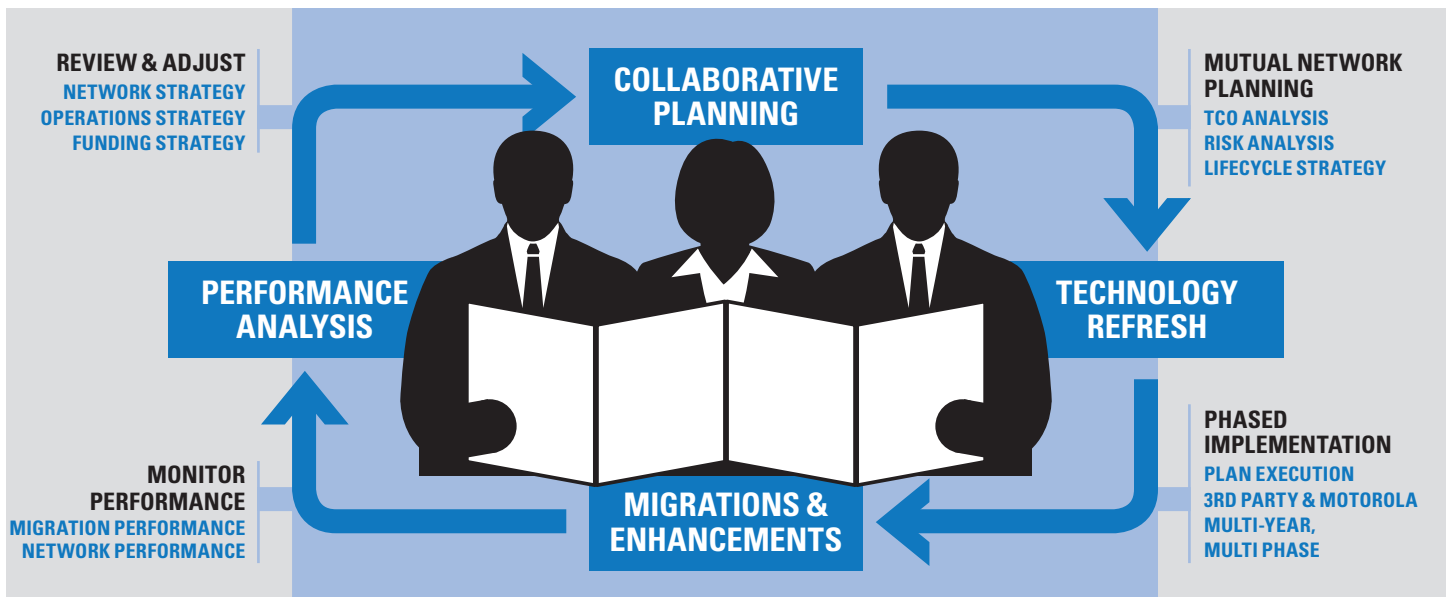 REVIEW & ADJUST
NETWORK STRATEGY
OPERATIONS STRATEGY
FUNDING STRATEGY
COLLABORATIVE
PLANNING
MUTUAL NETWORK
PLANNING
TCO ANALYSIS
RISK ANALYSIS
LIFECYCLE STRATEGY
PERFORMANCE
ANALYSIS
TECHNOLOGY
REFRESH
MONITOR
PERFORMANCE
MIGRATION PERFORMANCE
NETWORK PERFORMANCE
MIGRATIONS &
ENHANCEMENTS
PHASED
IMPLEMENTATION
PLAN EXECUTION
3RD PARTY & MOTOROLA
MULTI-YEAR,
MULTI PHASE